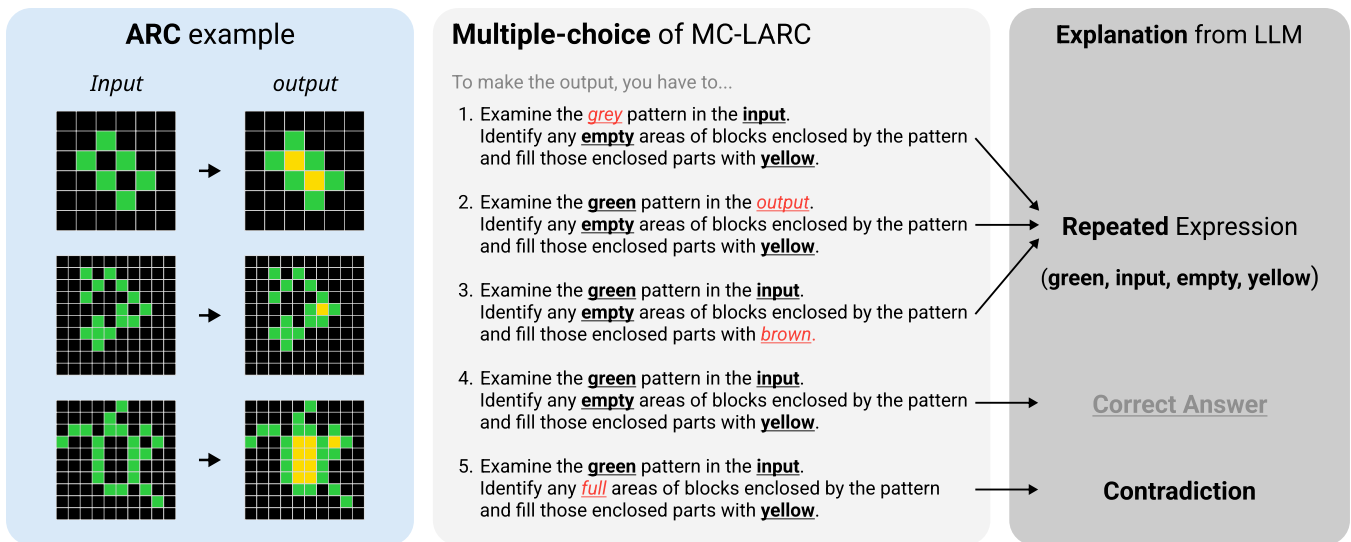 ARC example
Input
output
Multiple-choice of MC-LARC
To make the output, you have to...
1. Examine the grey pattern in the input.
Identify any empty areas of blocks enclosed by the pattern
and fill those enclosed parts with yellow.
2. Examine the green pattern in the output.
Identify any empty areas of blocks enclosed by the pattern
and fill those enclosed parts with yellow.
3. Examine the green pattern in the input.
Identify any empty areas of blocks enclosed by the pattern
and fill those enclosed parts with brown.
4. Examine the green pattern in the input.
Identify any empty areas of blocks enclosed by the pattern
and fill those enclosed parts with yellow.
5. Examine the green pattern in the input.
Identify any full areas of blocks enclosed by the pattern
and fill those enclosed parts with yellow.
Explanation from LLM
Repeated Expression
(green, input, empty, yellow)
Correct Answer
Contradiction